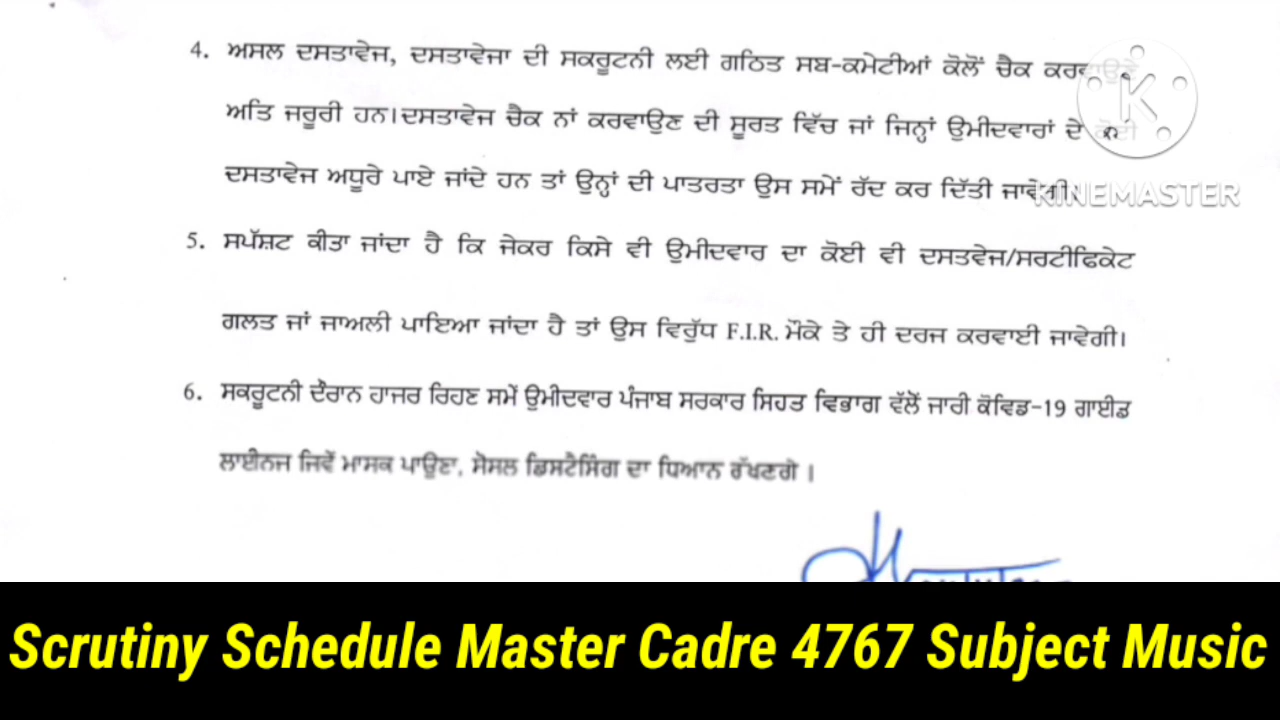 4. ਅਸਲ ਦਸਤਾਵੇਜ, ਦਸਤਾਵੇਜਾ ਦੀ ਸਕਰੂਟਨੀ ਲਈ ਗਠਿਤ ਸਬ-ਕਮੇਟੀਆਂ ਕੋਲੋਂ ਚੈਕ ਕਰਵਾਉਣੇ
ਅਤਿ ਜਰੂਰੀ ਹਨ।ਦਸਤਾਵੇਜ ਚੈਕ ਨਾਂ ਕਰਵਾਉਣ ਦੀ ਸੂਰਤ ਵਿੱਚ ਜਾਂ ਜਿਨ੍ਹਾਂ ਉਮੀਦਵਾਰਾਂ ਦੇ ਕੋਈ
ਦਸਤਾਵੇਜ ਅਧੂਰੇ ਪਾਏ ਜਾਂਦੇ ਹਨ ਤਾਂ ਉਨ੍ਹਾਂ ਦੀ ਪਾਤਰਤਾ ਉਸ ਸਮੇਂ ਰੱਦ ਕਰ ਦਿੱਤੀ ਜਾਵੇਗੀ।
KINEMASTER
5. ਸਪੱਸ਼ਟ ਕੀਤਾ ਜਾਂਦਾ ਹੈ ਕਿ ਜੇਕਰ ਕਿਸੇ ਵੀ ਉਮੀਦਵਾਰ ਦਾ ਕੋਈ ਵੀ ਦਸਤਵੇਜ/ਸਰਟੀਫਿਕੇਟ
ਗਲਤ ਜਾਂ ਜਾਅਲੀ ਪਾਇਆ ਜਾਂਦਾ ਹੈ ਤਾਂ ਉਸ ਵਿਰੁੱਧ F.I.R. ਮੌਕੇ ਤੇ ਹੀ ਦਰਜ ਕਰਵਾਈ ਜਾਵੇਗੀ।
6. ਸਕਰੂਟਨੀ ਦੌਰਾਨ ਹਾਜਰ ਰਿਹਣ ਸਮੇਂ ਉਮੀਦਵਾਰ ਪੰਜਾਬ ਸਰਕਾਰ ਸਿਹਤ ਵਿਭਾਗ ਵੱਲੋਂ ਜਾਰੀ ਕੋਵਿਡ-19 ਗਾਈਡ
ਲਾਈਨਜ ਜਿਵੇਂ ਮਾਸਕ ਪਾਉਣਾ, ਸੋਸਲ ਡਿਸਟੈਸਿੰਗ ਦਾ ਧਿਆਨ ਰੱਖਣਗੇ ।
Scrutiny Schedule Master Cadre 4767 Subject Music